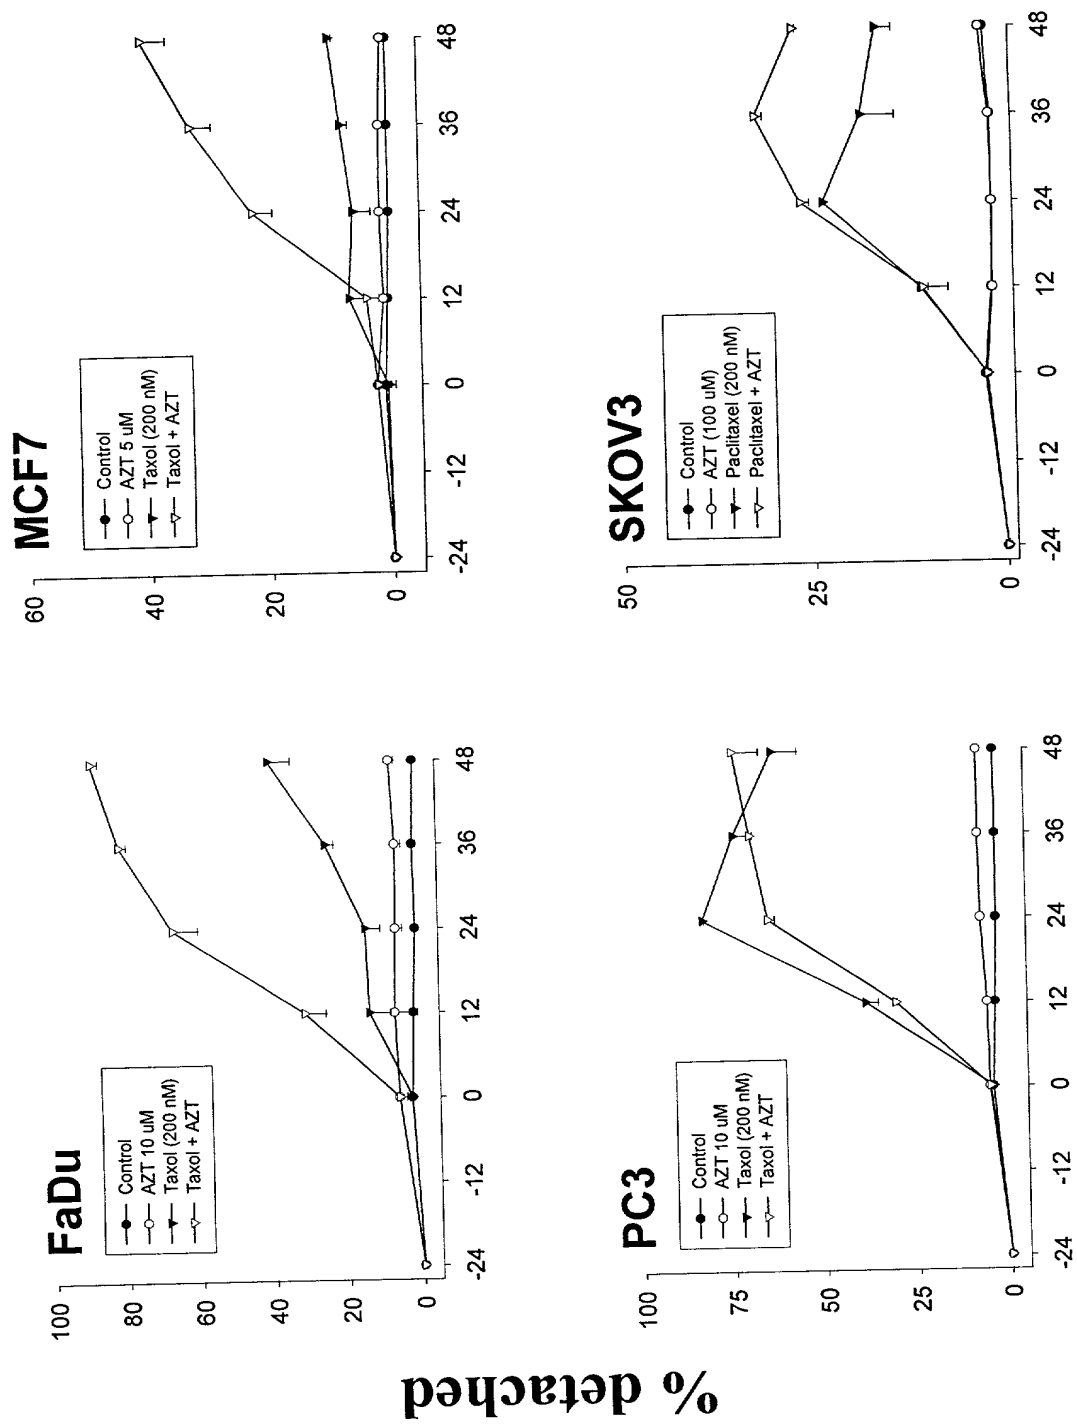 % detached
FaDu
Control
AZT 10 uM
Taxol (200 nM)
Taxol + AZT
100
80
60
40
20
0
-24 -12 0 12 24 36 48
MCF7
Control
AZT 5 uM
Taxol (200 nM)
Taxol + AZT
60
40
20
0
-24 -12 0 12 24 36 48
PC3
Control
AZT 10 uM
Taxol (200 nM)
Taxol + AZT
100
75
50
25
0
-24 -12 0 12 24 36 48
SKOV3
Control
AZT (100 uM)
Paclitaxel (200 nM)
Paclitaxel + AZT
50
25
0
-24 -12 0 12 24 36 48